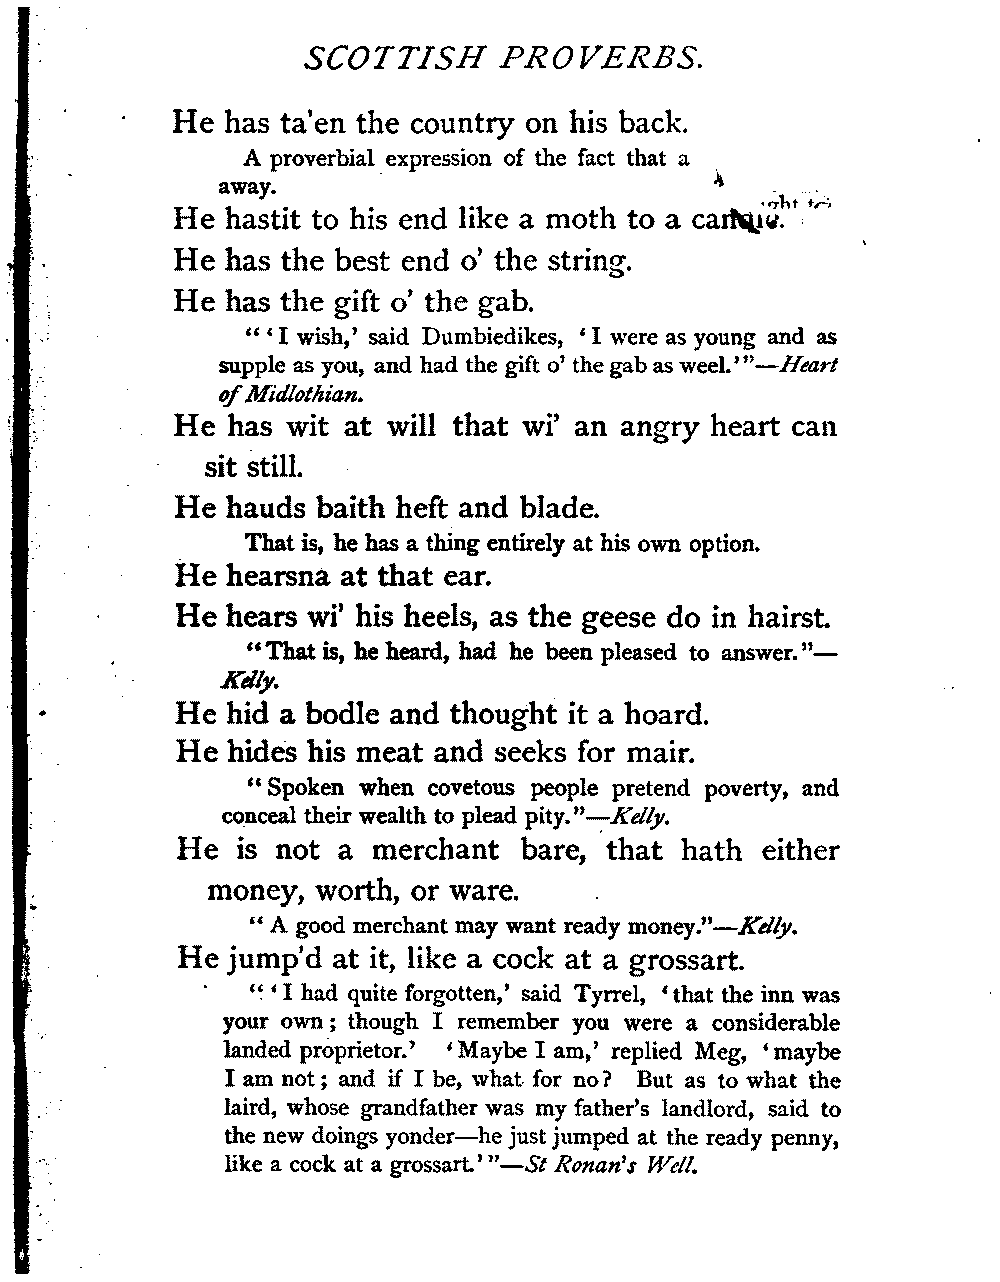 SCOTTISH PROVERBS.
He has ta'en the country on his back.
A proverbial expression of the fact that a
away.
He hastit to his end like a moth to a
He has the best end o' the string.
He has the gift o' the gab.
"'I wish,' said Dumbiedikes, 'I were as young and as
supple as you, and had the gift o' the gab as weel.'"—Heart
of Midlothian.
He has wit at will that wi' an angry heart can
sit still.
He hauds baith heft and blade.
That is, he has a thing entirely at his own option.
He hearsna at that ear.
He hears wi' his heels, as the geese do in hairst.
"That is, he heard, had he been pleased to answer."—
Kelly.
He hid a bodle and thought it a hoard.
He hides his meat and seeks for mair.
"Spoken when covetous people pretend poverty, and
conceal their wealth to plead pity."—Kelly.
He is not a merchant bare, that hath either
money, worth, or ware.
"A good merchant may want ready money."—Kelly.
He jump'd at it, like a cock at a grossart.
"'I had quite forgotten,' said Tyrrel, 'that the inn was
your own; though I remember you were a considerable
landed proprietor.' 'Maybe I am,' replied Meg, 'maybe
I am not; and if I be, what for no? But as to what the
laird, whose grandfather was my father's landlord, said to
the new doings yonder—he just jumped at the ready penny,
like a cock at a grossart.'"—St Ronan's Well.